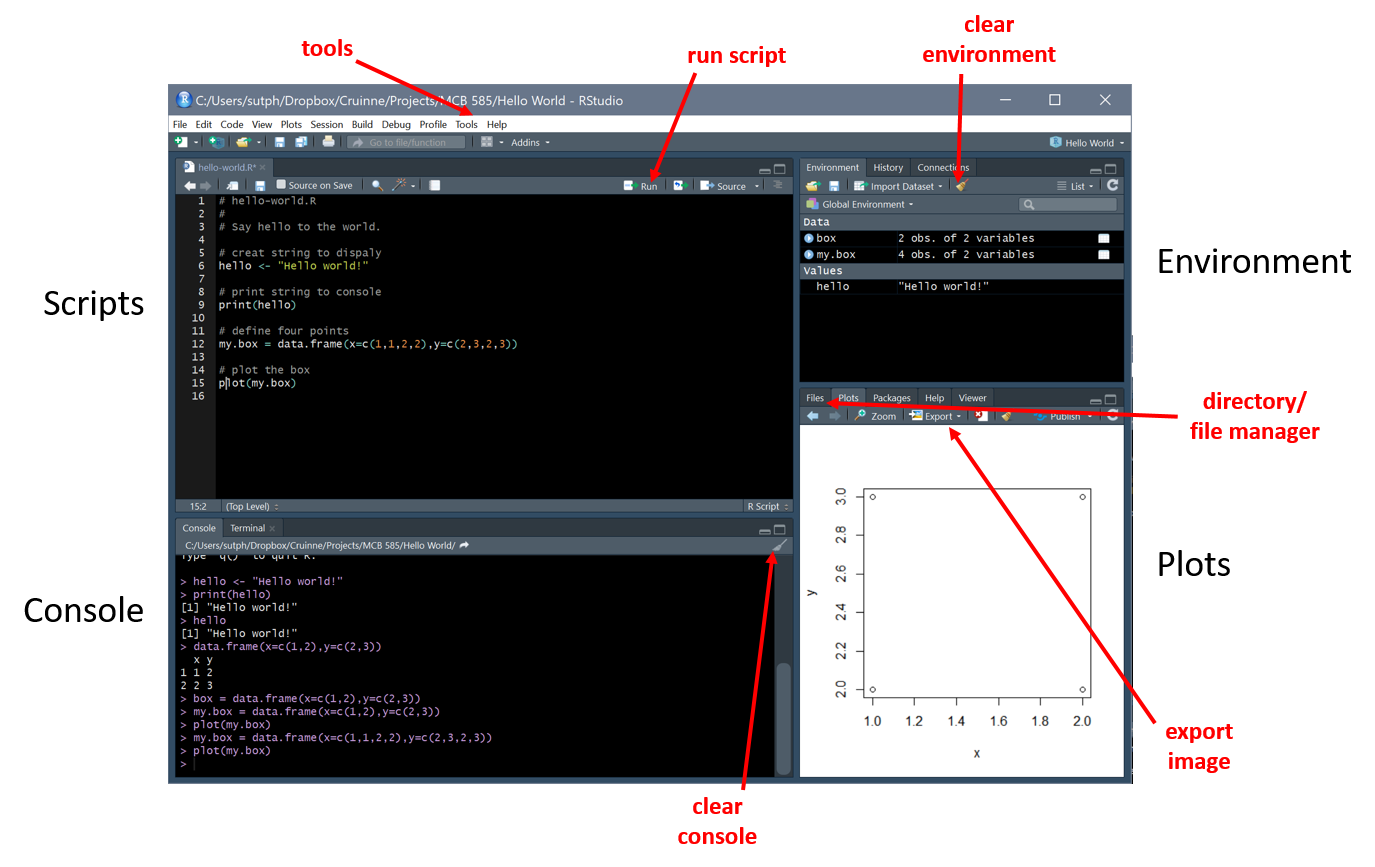 tools
run script
clear
environment
C:/Users/sutph/Dropbox/Cruinne/Projects/MCB 585/Hello World - RStudio
File Edit Code View Plots Session Build Debug Profile Tools Help
Go to file/function Addins Hello World
Scripts
hello-world.R*
Source on Save Run Source
1 # hello-world.R
2 #
3 # Say hello to the world.
4
5 # creat string to dispaly
6 hello <- "Hello world!"
7
8 # print string to console
9 print(hello)
10
11 # define four points
12 my.box = data.frame(x=c(1,1,2,2),y=c(2,3,2,3))
13
14 # plot the box
15 plot(my.box)
16
15:2 (Top Level) R Script
Environment
Environment History Connections
Import Dataset List
Global Environment
Data
box 2 obs. of 2 variables
my.box 4 obs. of 2 variables
Values
hello "Hello world!"
Console
Console Terminal
C:/Users/sutph/Dropbox/Cruinne/Projects/MCB 585/Hello World/
Type 'q()' to quit R.
> hello <- "Hello world!"
> print(hello)
[1] "Hello world!"
> hello
[1] "Hello world!"
> data.frame(x=c(1,2),y=c(2,3))
x y
1 1 2
2 2 3
> box = data.frame(x=c(1,2),y=c(2,3))
> my.box = data.frame(x=c(1,2),y=c(2,3))
> plot(my.box)
> my.box = data.frame(x=c(1,1,2,2),y=c(2,3,2,3))
> plot(my.box)
>
clear
console
Files Plots Packages Help Viewer
Zoom Export Publish
directory/
file manager
Plots
3.0
2.8
2.6
2.4
2.2
2.0
y
1.0 1.2 1.4 1.6 1.8 2.0
x
export
image